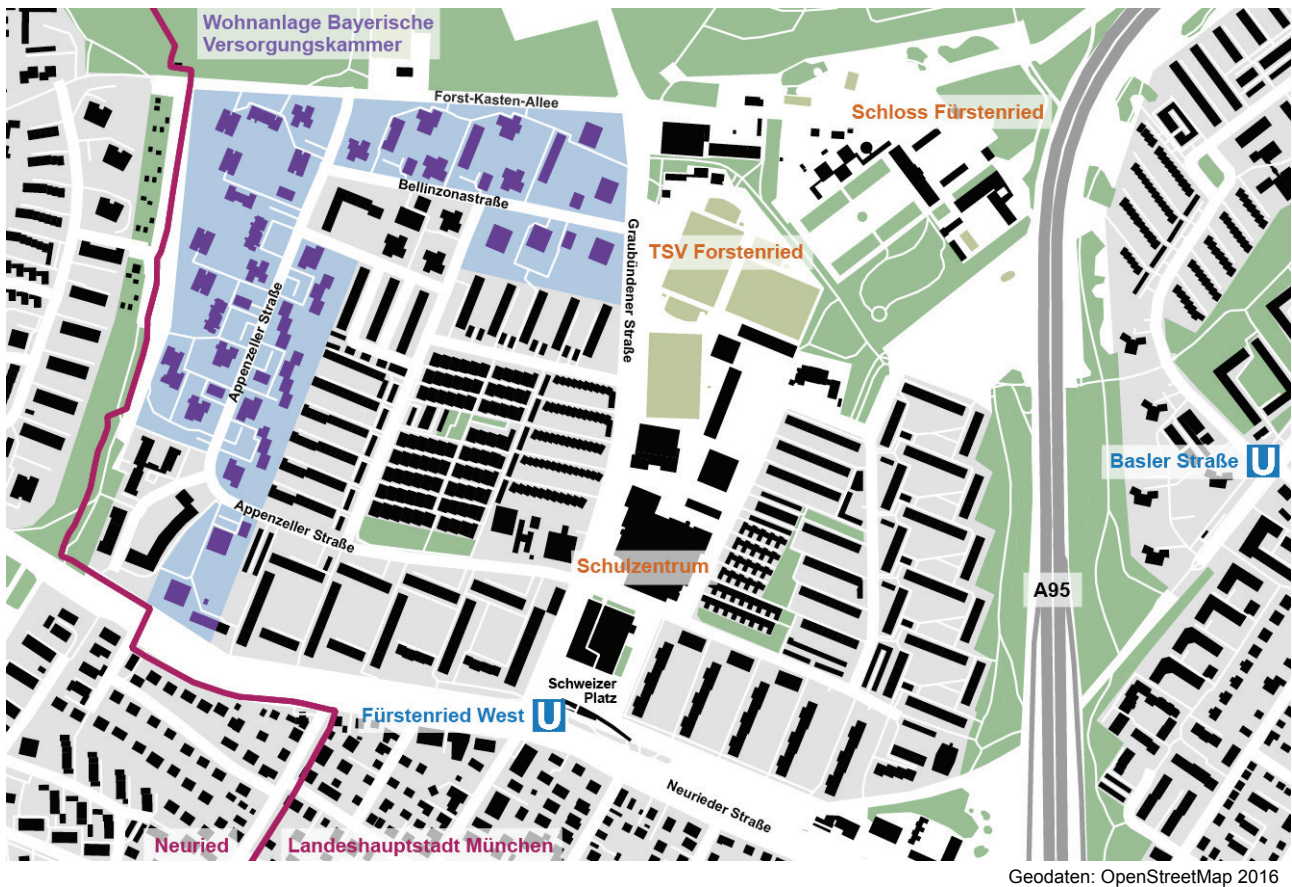 Wohnanlage Bayerische
Versorgungskammer
Forst-Kasten-Allee
Schloss Fürstenried
Bellinzonastraße
Graubündener Straße
TSV Forstenried
Appenzeller Straße
Basler Straße U
Appenzeller Straße
Schulzentrum
A95
Schweizer
Platz
Fürstenried West U
Neurieder Straße
Neuried
Landeshauptstadt München
Geodaten: OpenStreetMap 2016